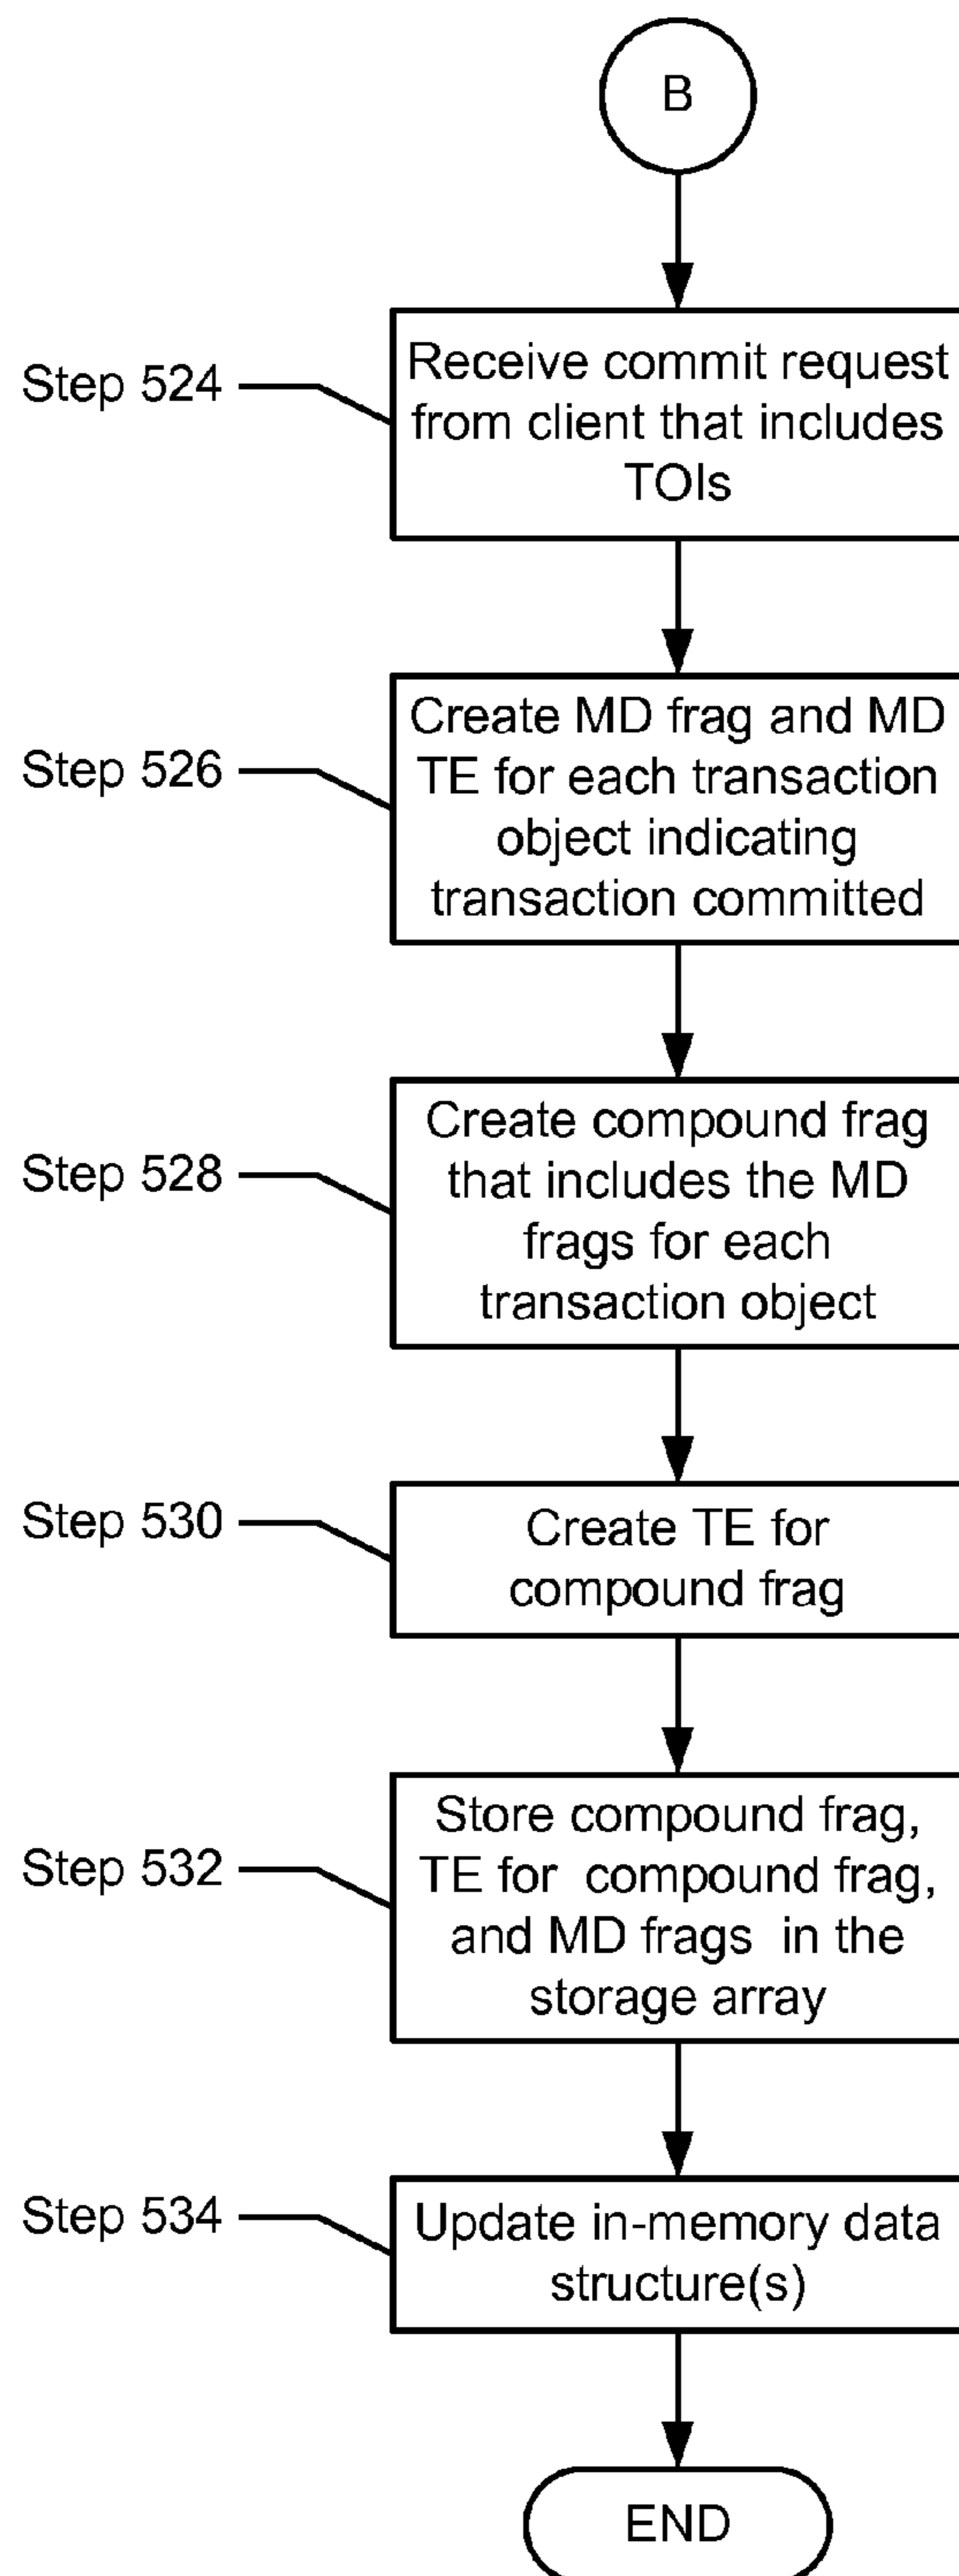 B
Step 524
Receive commit request
from client that includes
TOIs
Step 526
Create MD frag and MD
TE for each transaction
object indicating
transaction committed
Step 528
Create compound frag
that includes the MD
frags for each
transaction object
Step 530
Create TE for
compound frag
Step 532
Store compound frag,
TE for compound frag,
and MD frags in the
storage array
Step 534
Update in-memory data
structure(s)
END